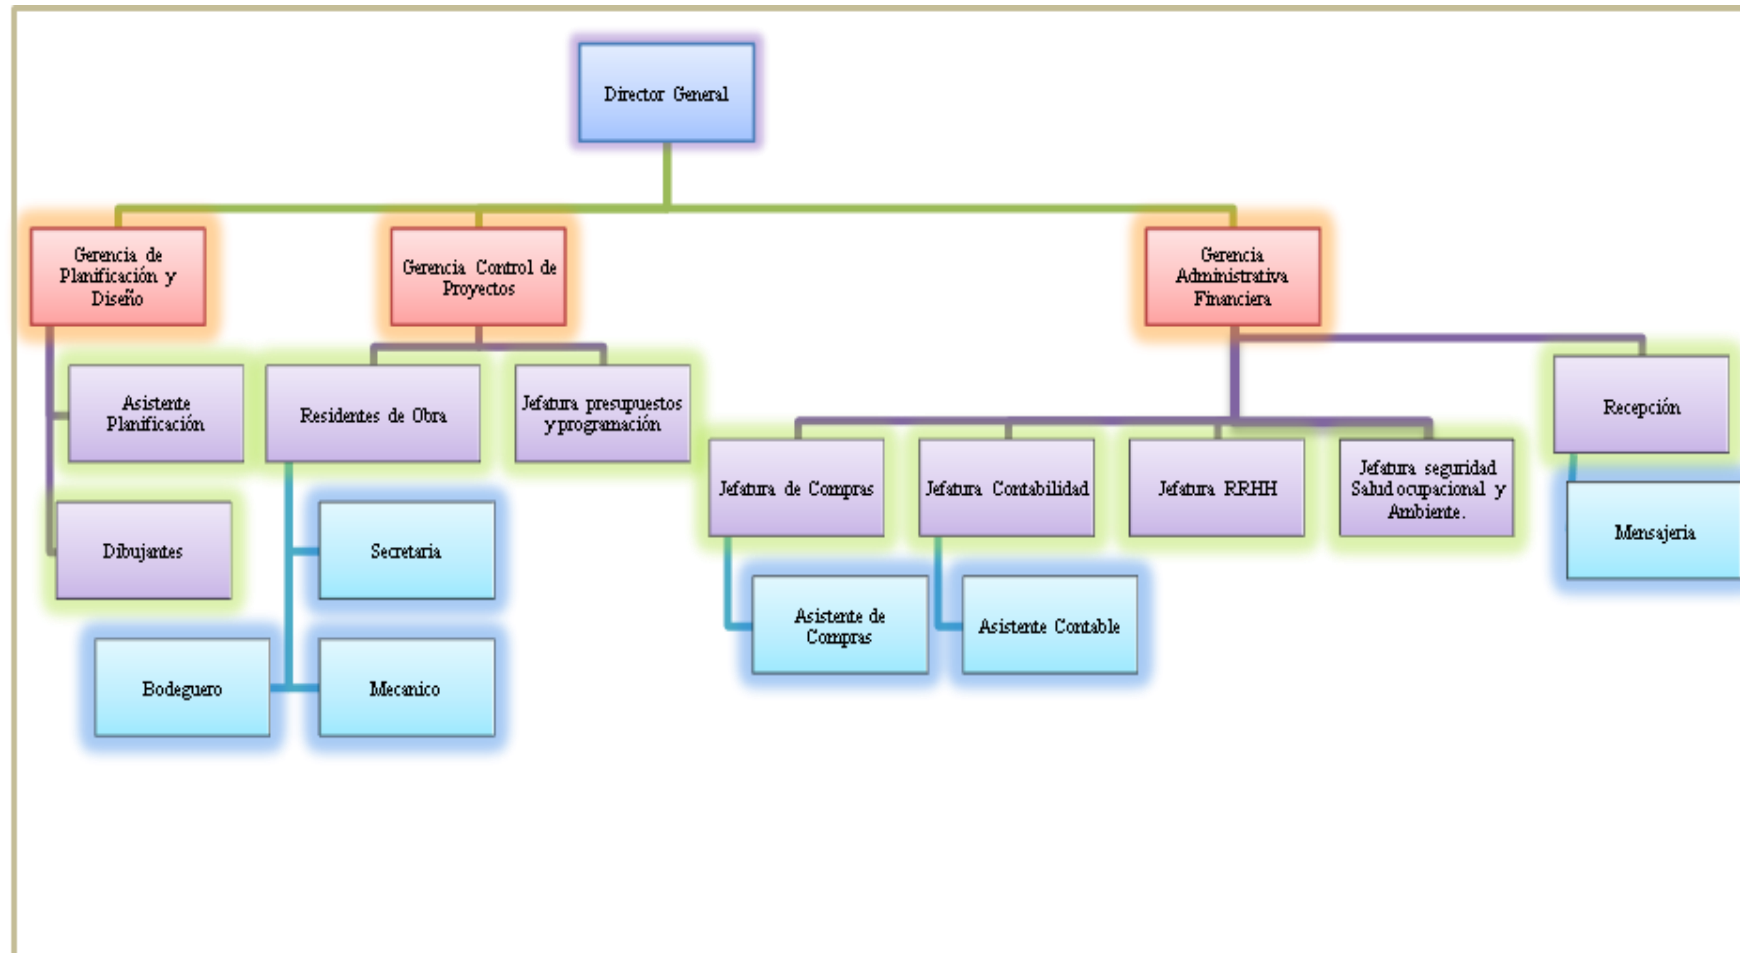 Director General
Gerencia de
Planificación y
Diseño
Gerencia Control de
Proyectos
Gerencia
Administrativa
Financiera
Asistente
Planificación
Residentes de Obra
Jefatura presupuestos
y programación
Recepción
Jefatura de Compras
Jefatura Contabilidad
Jefatura RRHH
Jefatura seguridad
Salud ocupacional y
Ambiente.
Dibujantes
Secretaria
Mensajeria
Asistente de
Compras
Asistente Contable
Bodeguero
Mecanico